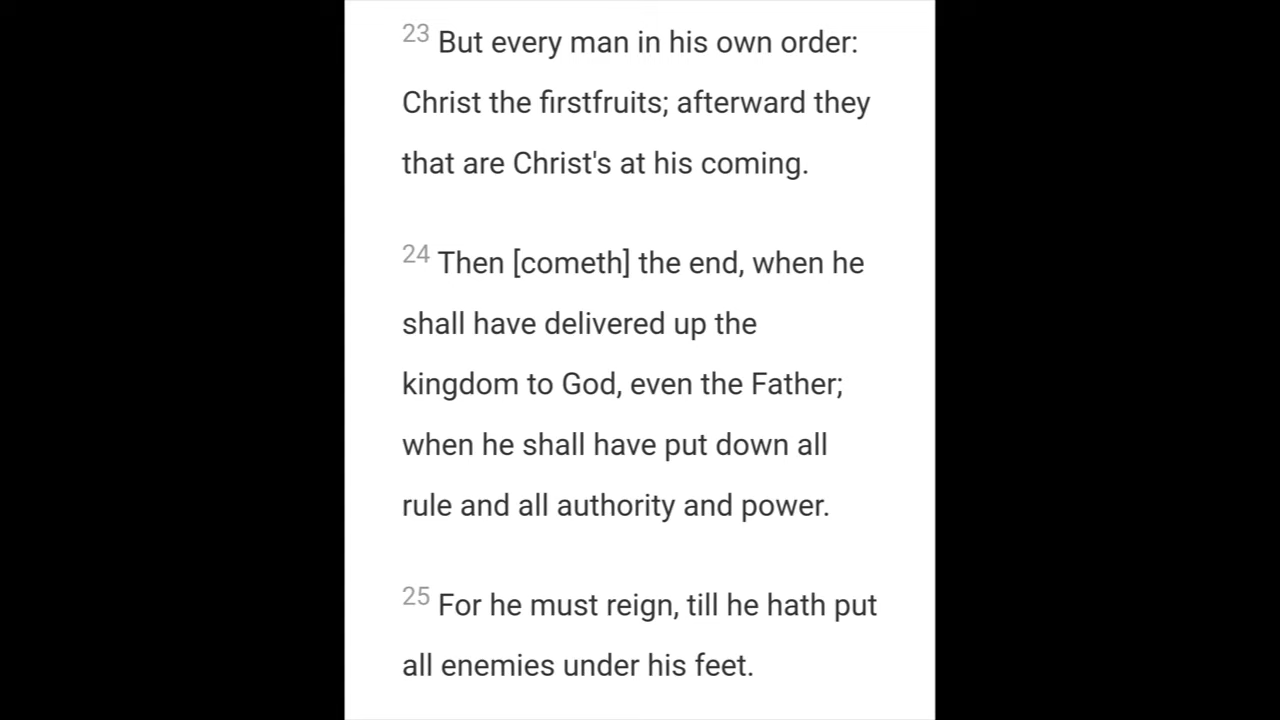 23 But every man in his own order:
Christ the firstfruits; afterward they
that are Christ's at his coming.
24 Then [cometh] the end, when he
shall have delivered up the
kingdom to God, even the Father;
when he shall have put down all
rule and all authority and power.
25 For he must reign, till he hath put
all enemies under his feet.